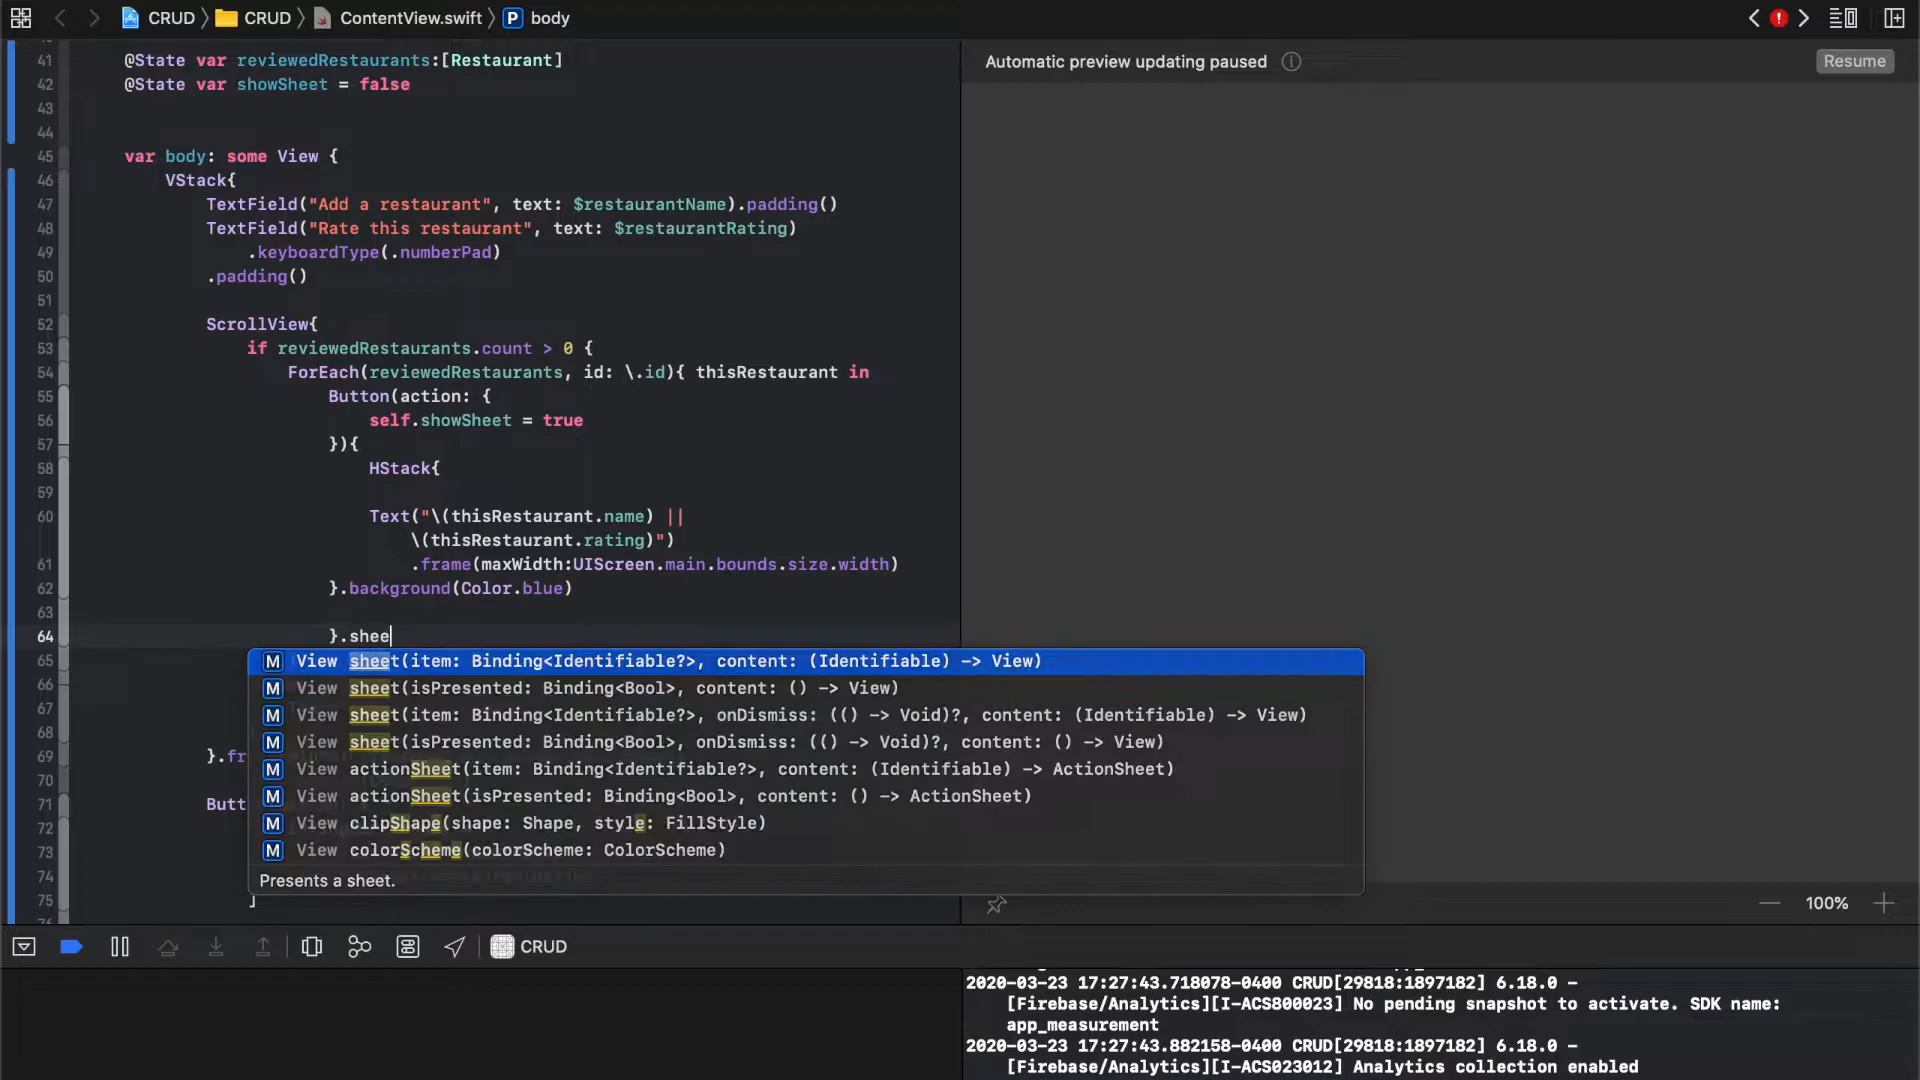 CRUD CRUD ContentView.swift P body
Automatic preview updating paused
Resume
41 @State var reviewedRestaurants:[Restaurant]
42 @State var showSheet = false
43
44
45 var body: some View {
46 VStack{
47 TextField("Add a restaurant", text: $restaurantName).padding()
48 TextField("Rate this restaurant", text: $restaurantRating)
49 .keyboardType(.numberPad)
50 .padding()
51
52 ScrollView{
53 if reviewedRestaurants.count > 0 {
54 ForEach(reviewedRestaurants, id: \.id){ thisRestaurant in
55 Button(action: {
56 self.showSheet = true
57 }){
58 HStack{
59
60 Text("\(thisRestaurant.name) ||
\(thisRestaurant.rating)")
61 .frame(maxWidth:UIScreen.main.bounds.size.width)
62 }.background(Color.blue)
63
64 }.shee
65
66
67
68
69 }.fr
70
71 Butt
72
73
74
75
M View sheet(item: Binding<Identifiable?>, content: (Identifiable) -> View)
M View sheet(isPresented: Binding<Bool>, content: () -> View)
M View sheet(item: Binding<Identifiable?>, onDismiss: (() -> Void)?, content: (Identifiable) -> View)
M View sheet(isPresented: Binding<Bool>, onDismiss: (() -> Void)?, content: () -> View)
M View actionSheet(item: Binding<Identifiable?>, content: (Identifiable) -> ActionSheet)
M View actionSheet(isPresented: Binding<Bool>, content: () -> ActionSheet)
M View clipShape(shape: Shape, style: FillStyle)
M View colorScheme(colorScheme: ColorScheme)
Presents a sheet.
100%
CRUD
2020-03-23 17:27:43.718078-0400 CRUD[29818:1897182] 6.18.0 -
[Firebase/Analytics][I-ACS800023] No pending snapshot to activate. SDK name:
app_measurement
2020-03-23 17:27:43.882158-0400 CRUD[29818:1897182] 6.18.0 -
[Firebase/Analytics][I-ACS023012] Analytics collection enabled